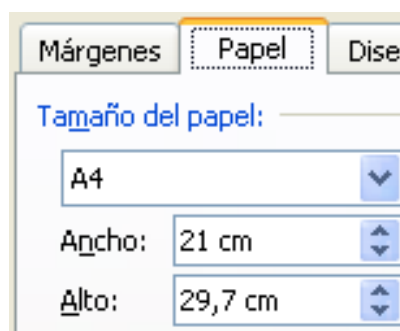 Márgenes Papel Dise
Tamaño del papel:
A4
Ancho: 21 cm
Alto: 29,7 cm